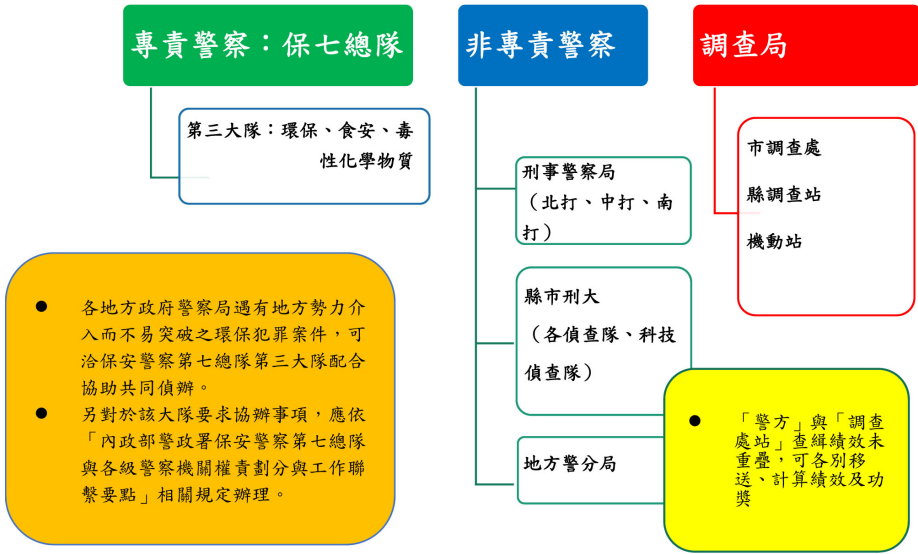 專責警察：保七總隊
第三大隊：環保、食安、毒
性化學物質
非專責警察
刑事警察局
（北打、中打、南
打）
縣市刑大
（各偵查隊、科技
偵查隊）
地方警分局
調查局
市調查處
縣調查站
機動站
● 各地方政府警察局遇有地方勢力介
入而不易突破之環保犯罪案件，可
洽保安警察第七總隊第三大隊配合
協助共同偵辦。
● 另對於該大隊要求協辦事項，應依
「內政部警政署保安警察第七總隊
與各級警察機關權責劃分與工作聯
繫要點」相關規定辦理。
● 「警方」與「調查
處站」查緝績效未
重疊，可各別移
送、計算績效及功
獎